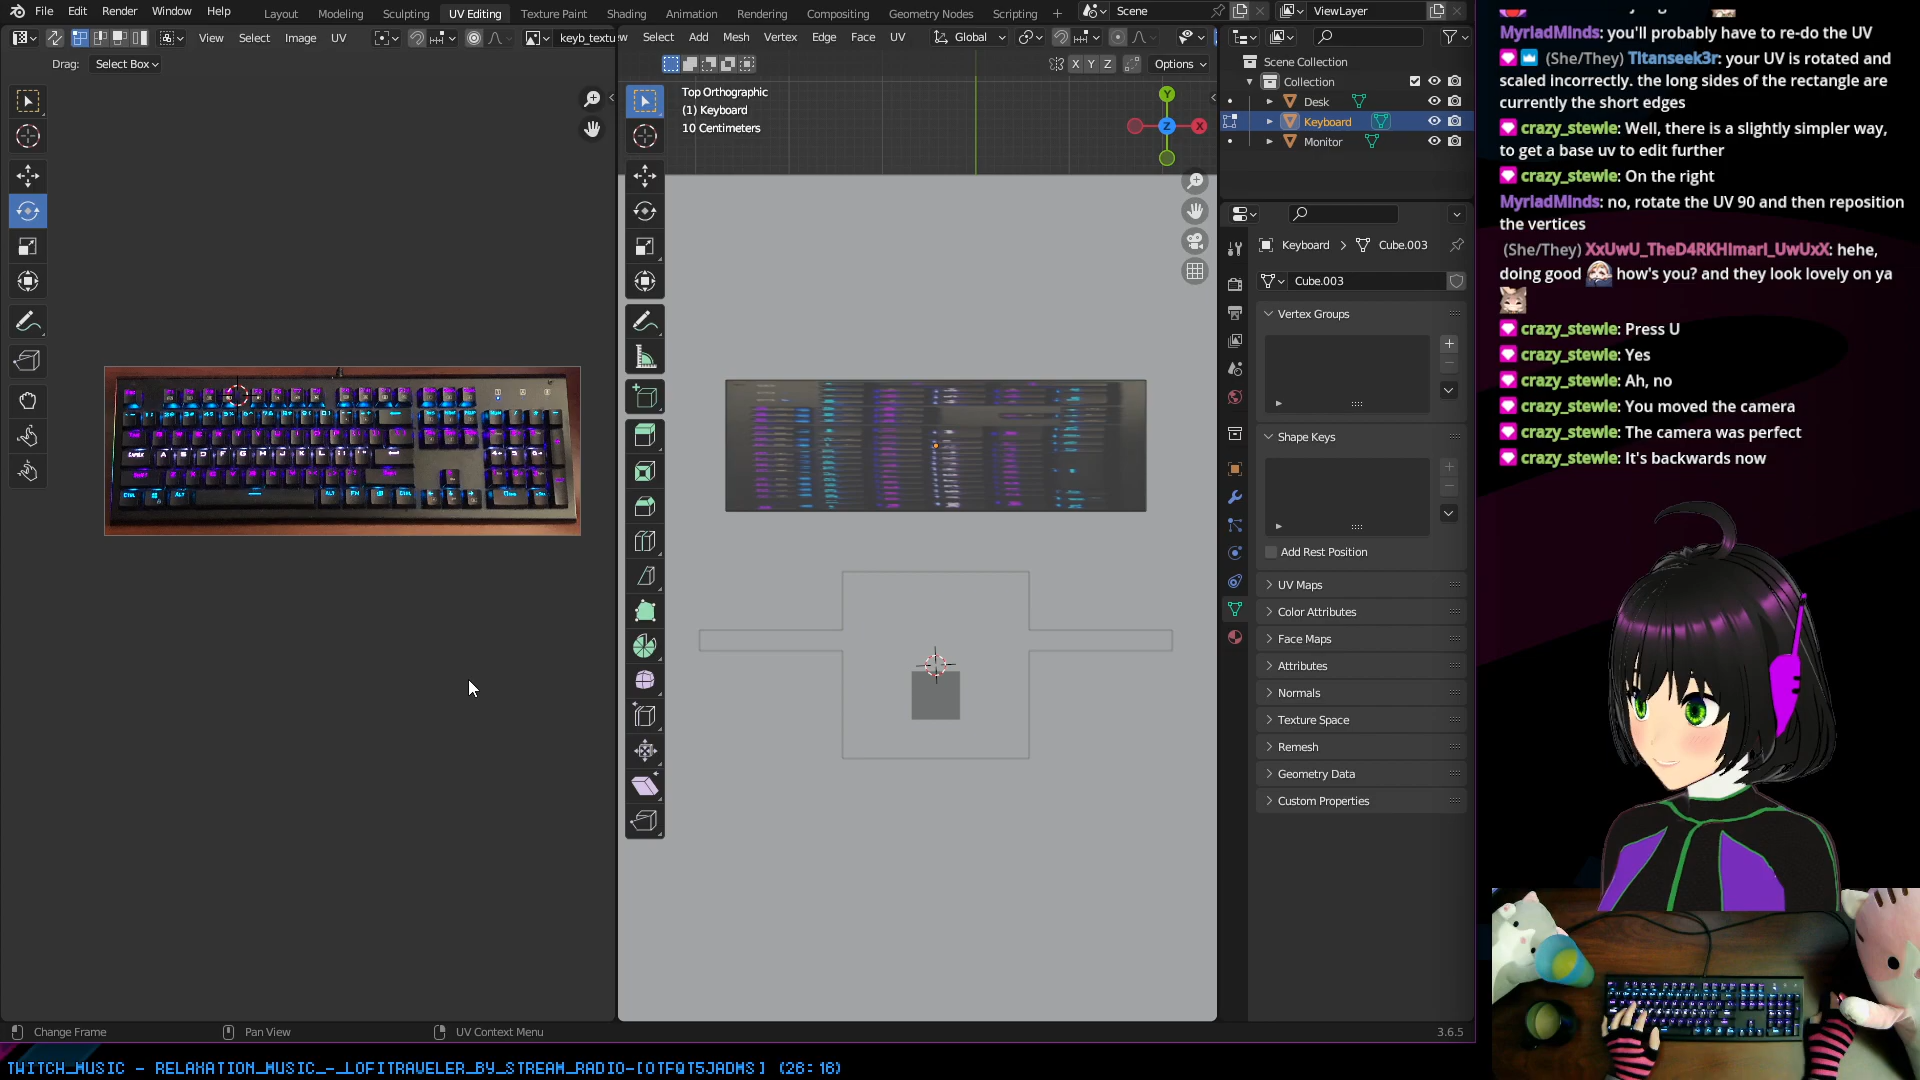 File Edit Render Window Help Layout Modeling Sculpting UV Editing Texture Paint Shading Animation Rendering Compositing Geometry Nodes Scripting + Scene ViewLayer
View Select Image UV keyb_textu
Select Add Mesh Vertex Edge Face UV Global
Drag: Select Box
X Y Z Options
Top Orthographic
(1) Keyboard
10 Centimeters
Y
Z
X
Scene Collection
Collection
Desk
Keyboard
Monitor
Keyboard > Cube.003
Cube.003
Vertex Groups
Shape Keys
Add Rest Position
UV Maps
Color Attributes
Face Maps
Attributes
Normals
Texture Space
Remesh
Geometry Data
Custom Properties
Change Frame Pan View UV Context Menu 3.6.5
MyriadMinds: you'll probably have to re-do the UV
(She/They) Titanseek3r: your UV is rotated and
scaled incorrectly. the long sides of the rectangle are
currently the short edges
crazy_stewie: Well, there is a slightly simpler way,
to get a base uv to edit further
crazy_stewie: On the right
MyriadMinds: no, rotate the UV 90 and then reposition
the vertices
(She/They) XxUwU_TheD4RKHlmarl_UwUxX: hehe,
doing good how's you? and they look lovely on ya
crazy_stewie: Press U
crazy_stewie: Yes
crazy_stewie: Ah, no
crazy_stewie: You moved the camera
crazy_stewie: The camera was perfect
crazy_stewie: It's backwards now
TWITCH_MUSIC - RELAXATION_MUSIC_-_LOFITRAVELER_BY_STREAM_RADIO-[OTFQT5JADMS] (26:16)